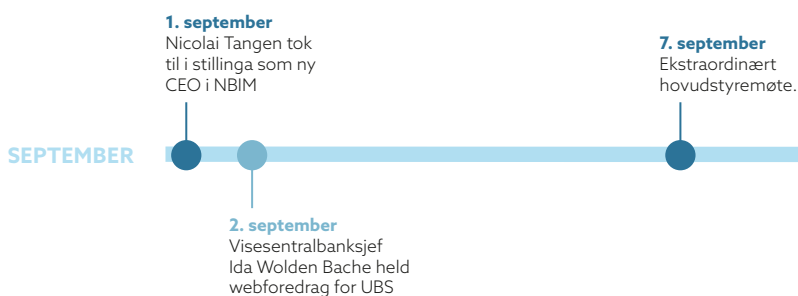 1. september
Nicolai Tangen tok
til i stillinga som ny
CEO i NBIM
7. september
Ekstraordinært
hovudstyremøte.
SEPTEMBER
2. september
Visesentralbanksjef
Ida Wolden Bache held
webforedrag for UBS